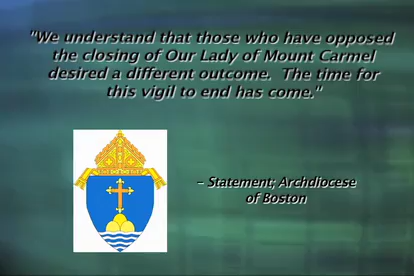 "We understand that those who have opposed
the closing of Our Lady of Mount Carmel
desired a different outcome.  The time for
this vigil to end has come."
– Statement; Archdiocese
of Boston